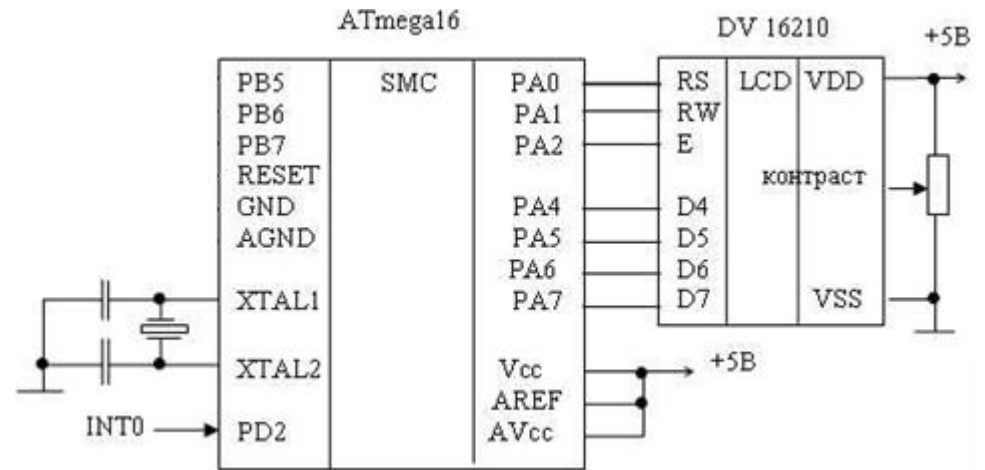 ATmega16
DV 16210
+5В
PB5 SMC PA0 RS LCD VDD
PB6 PA1 RW
PB7 PA2 E
RESET контраст
GND PA4 D4
AGND PA5 D5
PA6 D6
XTAL1 PA7 D7 VSS
XTAL2 Vcc +5В
AREF
INT0 PD2 AVcc